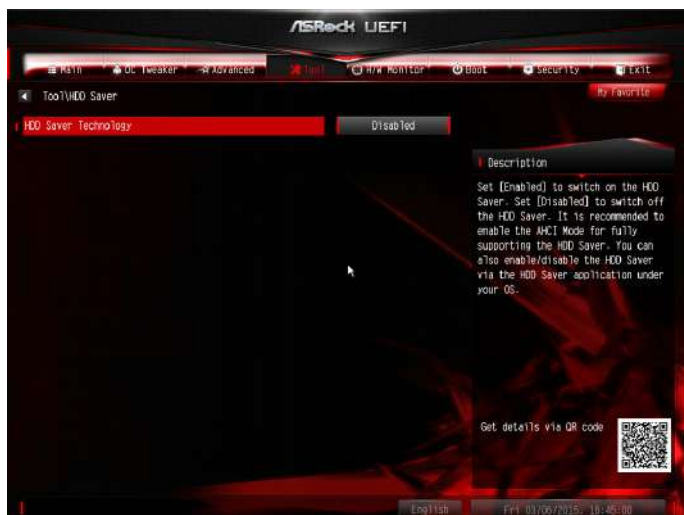 ASRock UEFI
Main OC Tweaker Advanced Tool H/W Monitor Boot Security Exit
Tool\HDD Saver
My Favorite
HDD Saver Technology Disabled
Description
Set [Enabled] to switch on the HDD
Saver. Set [Disabled] to switch off
the HDD Saver. It is recommended to
enable the AHCI Mode for fully
supporting the HDD Saver. You can
also enable/disable the HDD Saver
via the HDD Saver application under
your OS.
Get details via QR code
English Fri 03/06/2015, 16:45:00